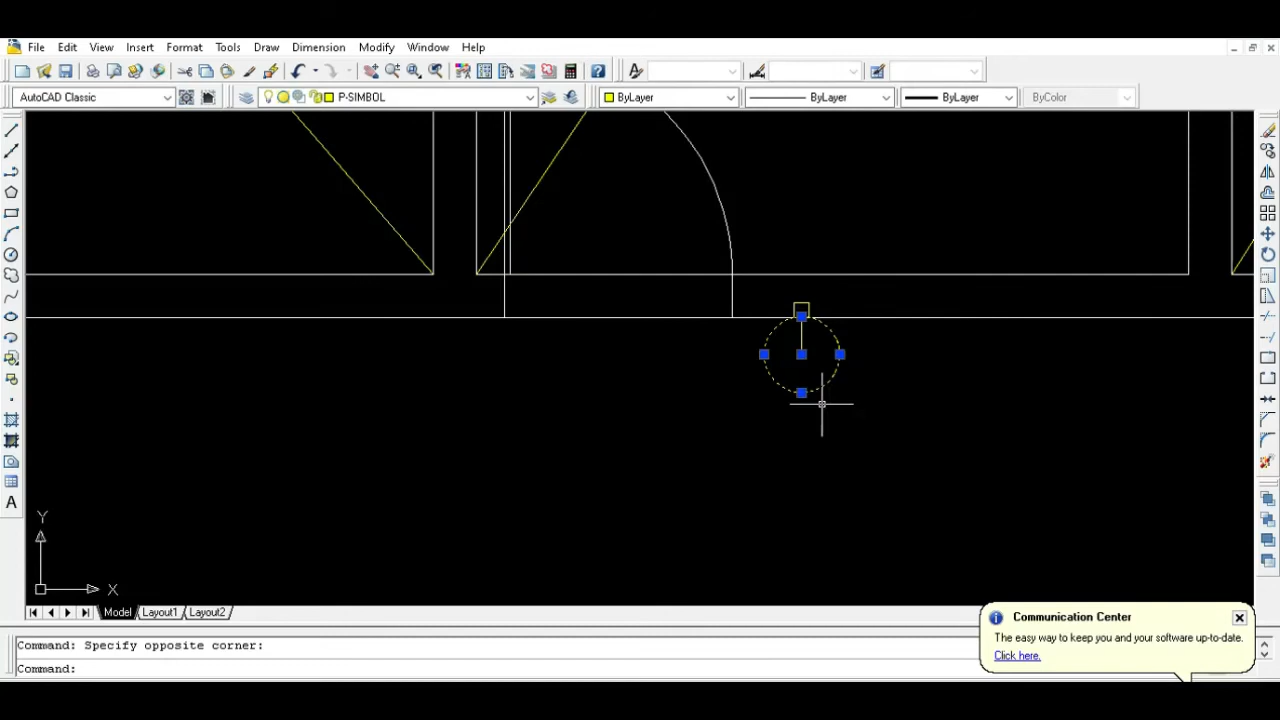 File Edit View Insert Format Tools Draw Dimension Modify Window Help
AutoCAD Classic P-SIMBOL ByLayer ByLayer ByLayer ByColor
A
Y
X
Model Layout1 Layout2
Command: Specify opposite corner:
Command:
Communication Center
The easy way to keep you and your software up-to-date.
Click here.